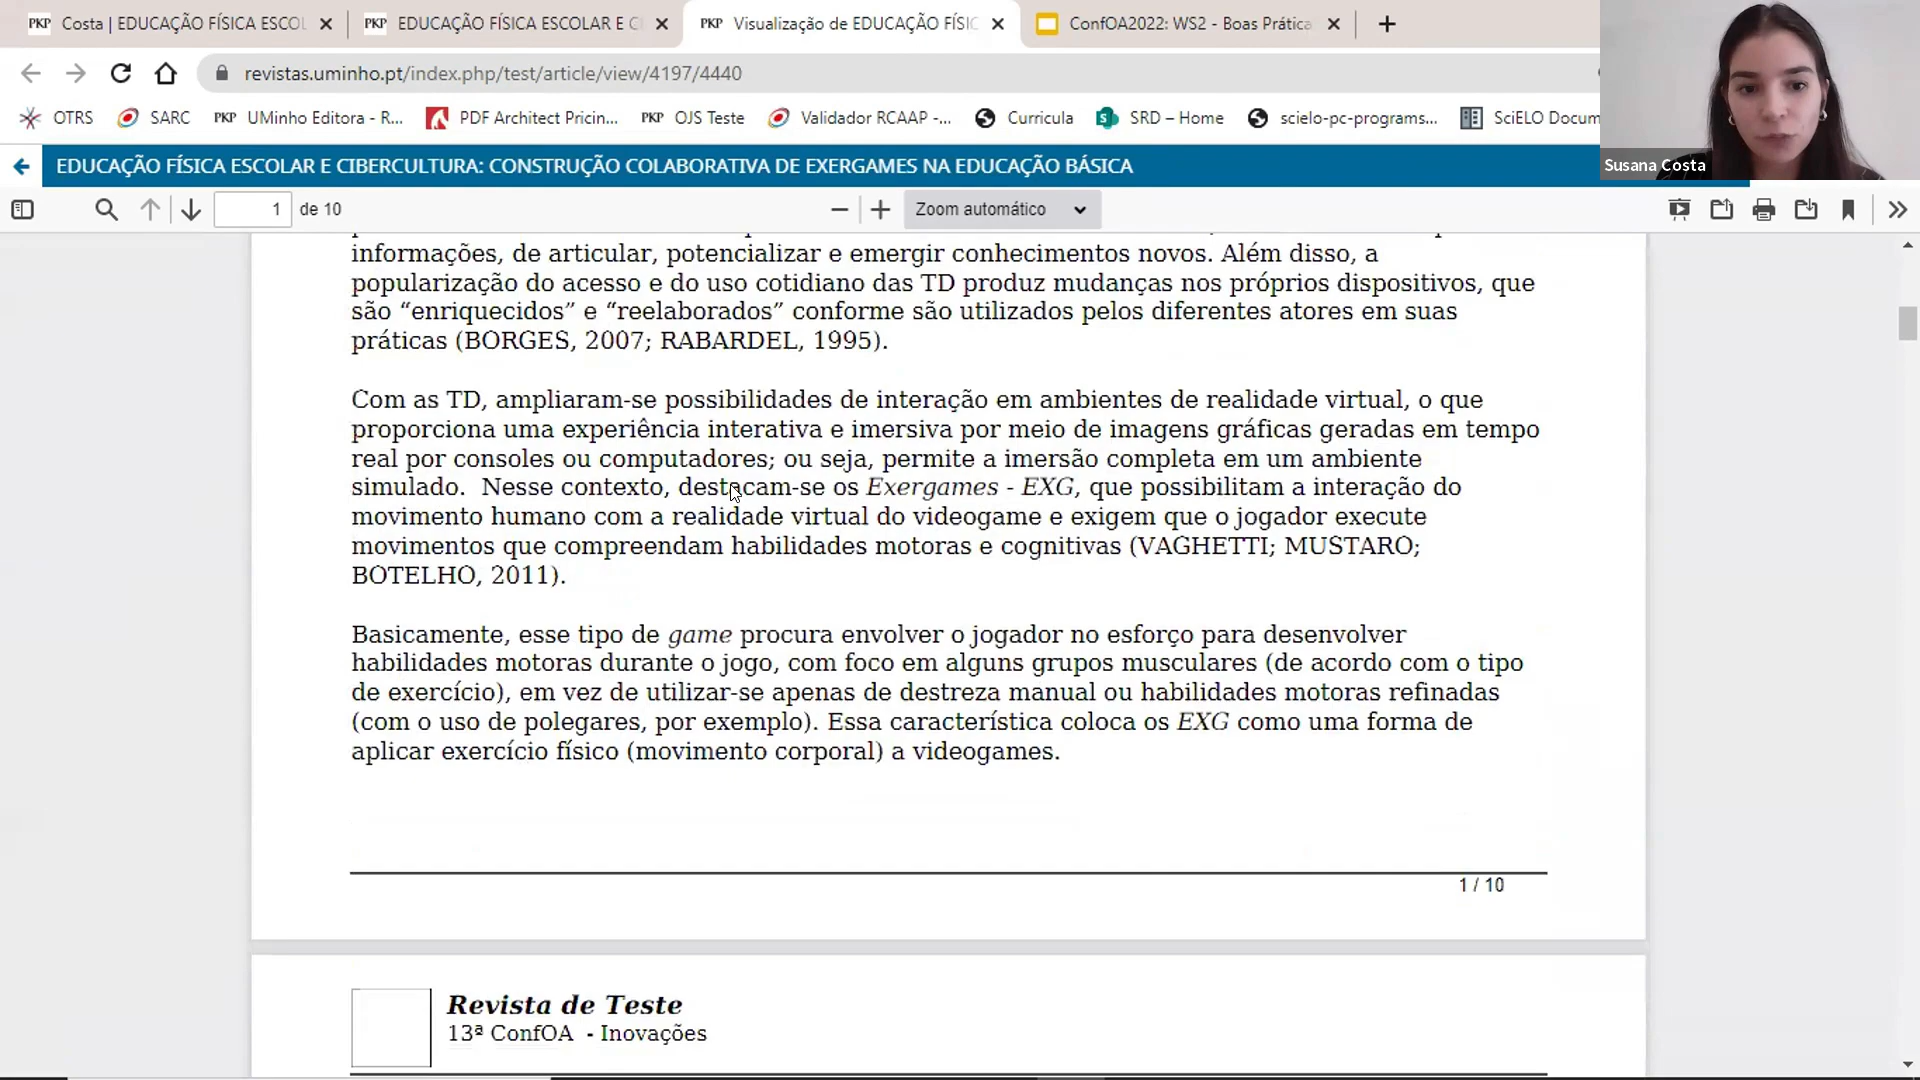 Costa | EDUCAÇÃO FÍSICA ESCOL
EDUCAÇÃO FÍSICA ESCOLAR E C
Visualização de EDUCAÇÃO FÍSIC
ConfOA2022: WS2 - Boas Prática
revistas.uminho.pt/index.php/test/article/view/4197/4440
OTRS
SARC
PKP UMinho Editora - R...
PDF Architect Pricin...
PKP OJS Teste
Validador RCAAP -...
Curricula
SRD – Home
scielo-pc-programs...
SciELO Docum
Susana Costa
EDUCAÇÃO FÍSICA ESCOLAR E CIBERCULTURA: CONSTRUÇÃO COLABORATIVA DE EXERGAMES NA EDUCAÇÃO BÁSICA
1 de 10
Zoom automático
informações, de articular, potencializar e emergir conhecimentos novos. Além disso, a
popularização do acesso e do uso cotidiano das TD produz mudanças nos próprios dispositivos, que
são “enriquecidos” e “reelaborados” conforme são utilizados pelos diferentes atores em suas
práticas (BORGES, 2007; RABARDEL, 1995).
Com as TD, ampliaram-se possibilidades de interação em ambientes de realidade virtual, o que
proporciona uma experiência interativa e imersiva por meio de imagens gráficas geradas em tempo
real por consoles ou computadores; ou seja, permite a imersão completa em um ambiente
simulado.  Nesse contexto, destacam-se os Exergames - EXG, que possibilitam a interação do
movimento humano com a realidade virtual do videogame e exigem que o jogador execute
movimentos que compreendam habilidades motoras e cognitivas (VAGHETTI; MUSTARO;
BOTELHO, 2011).
Basicamente, esse tipo de game procura envolver o jogador no esforço para desenvolver
habilidades motoras durante o jogo, com foco em alguns grupos musculares (de acordo com o tipo
de exercício), em vez de utilizar-se apenas de destreza manual ou habilidades motoras refinadas
(com o uso de polegares, por exemplo). Essa característica coloca os EXG como uma forma de
aplicar exercício físico (movimento corporal) a videogames.
1 / 10
Revista de Teste
13ª ConfOA  - Inovações